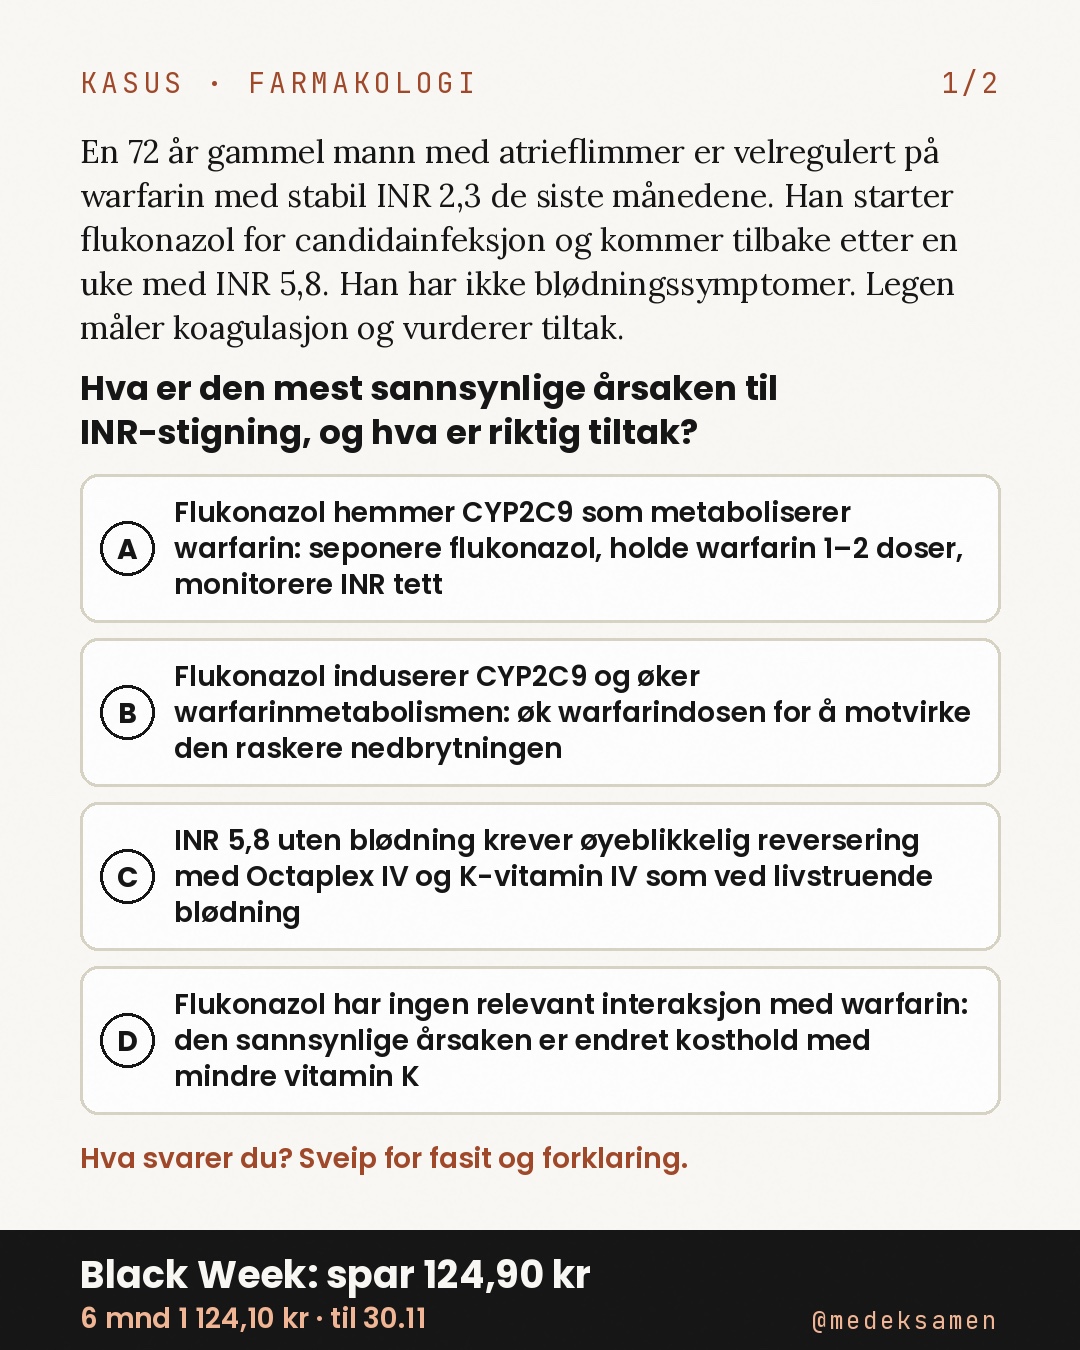 KASUS · FARMAKOLOGI
1/2
En 72 år gammel mann med atrieflimmer er velregulert på
warfarin med stabil INR 2,3 de siste månedene. Han starter
flukonazol for candidainfeksjon og kommer tilbake etter en
uke med INR 5,8. Han har ikke blødningssymptomer. Legen
måler koagulasjon og vurderer tiltak.
Hva er den mest sannsynlige årsaken til
INR-stigning, og hva er riktig tiltak?
A
Flukonazol hemmer CYP2C9 som metaboliserer
warfarin: seponere flukonazol, holde warfarin 1–2 doser,
monitorere INR tett
B
Flukonazol induserer CYP2C9 og øker
warfarinmetabolismen: øk warfarindosen for å motvirke
den raskere nedbrytningen
C
INR 5,8 uten blødning krever øyeblikkelig reversering
med Octaplex IV og K-vitamin IV som ved livstruende
blødning
D
Flukonazol har ingen relevant interaksjon med warfarin:
den sannsynlige årsaken er endret kosthold med
mindre vitamin K
Hva svarer du? Sveip for fasit og forklaring.
Black Week: spar 124,90 kr
6 mnd 1 124,10 kr · til 30.11
@medeksamen